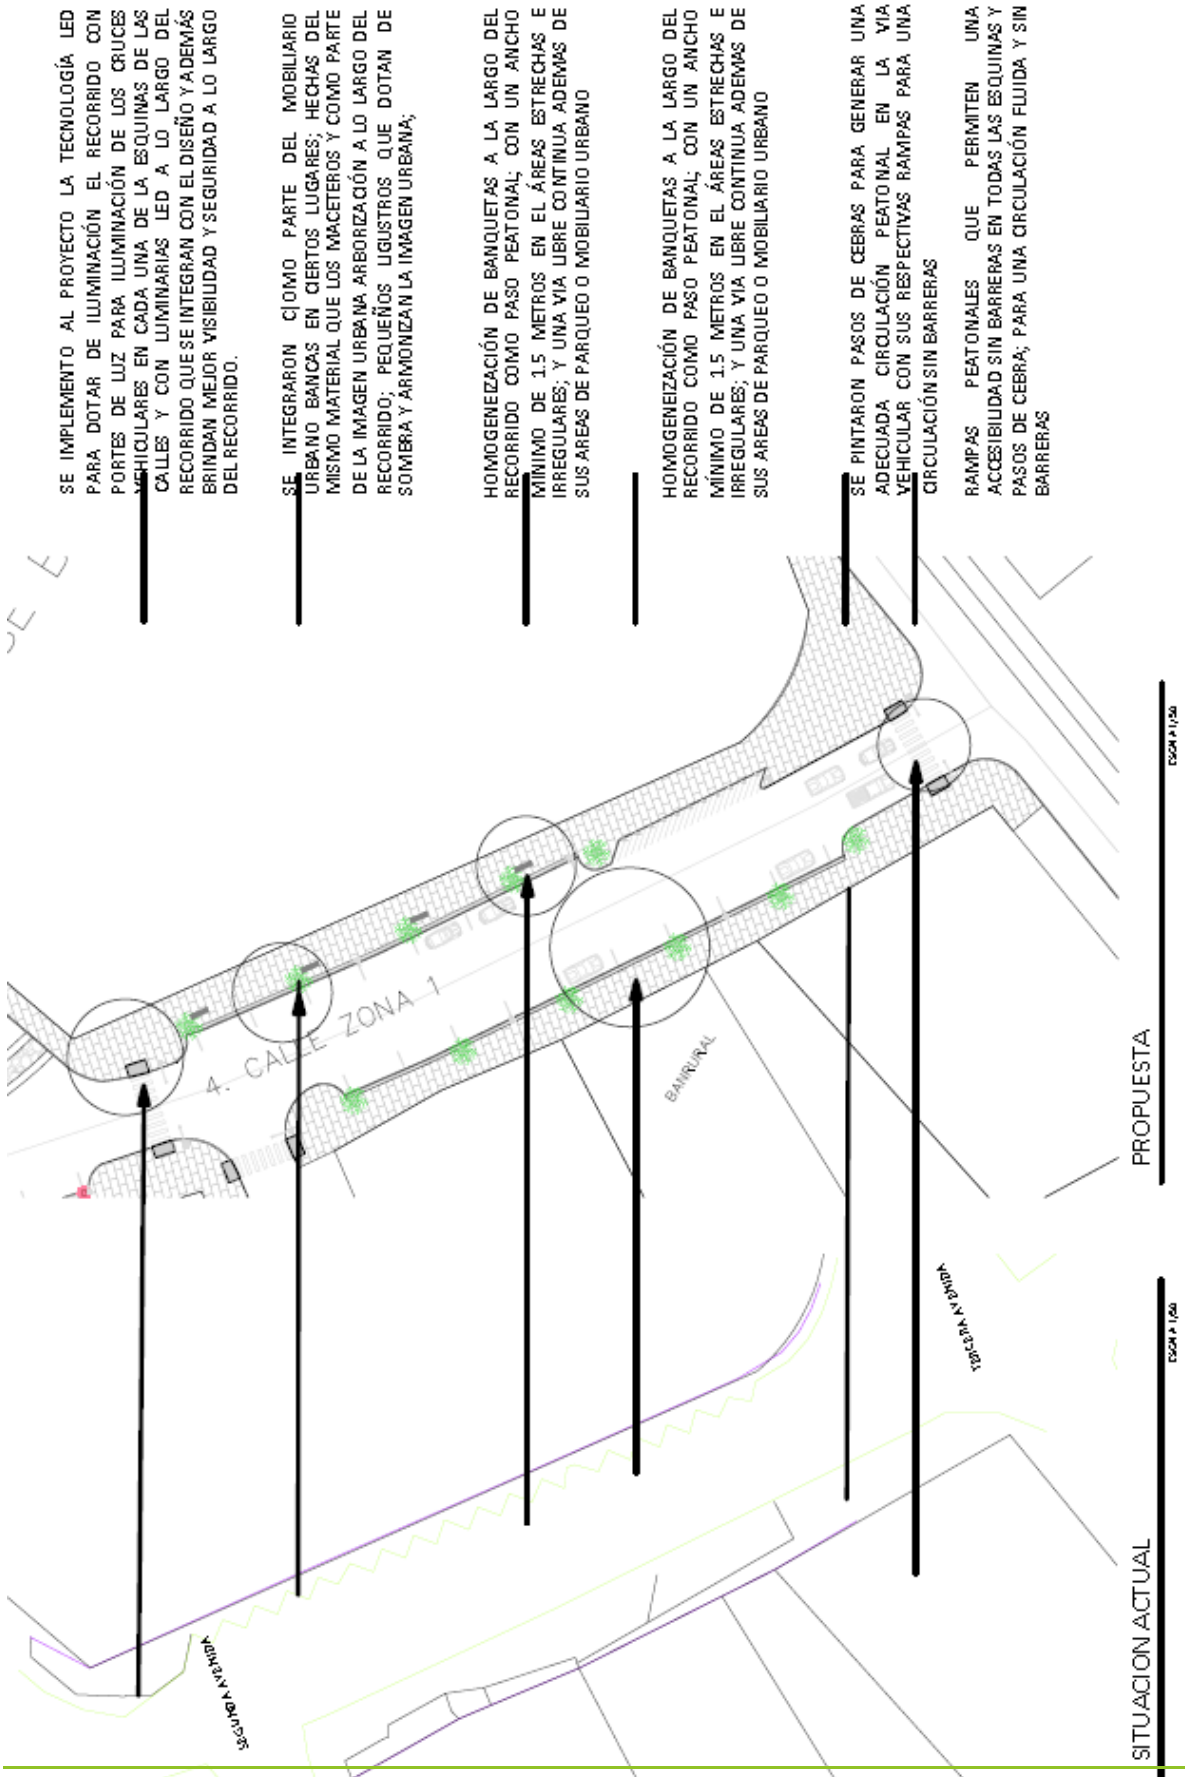 SE IMPLEMENTO AL PROYECTO LA TECNOLOGÍA LED
PARA DOTAR DE ILUMINACIÓN EL RECORRIDO CON
PORTES DE LUZ PARA ILUMINACIÓN DE LOS CRUCES
VEHICULARES EN CADA UNA DE LA ESQUINAS DE LAS
CALLES Y CON LUMINARIAS LED A LO LARGO DEL
RECORRIDO QUE SE INTEGRAN CON EL DISEÑO Y ADEMÁS
BRINDAN MEJOR VISIBILIDAD Y SEGURIDAD A LO LARGO
DEL RECORRIDO.
SE INTEGRARON C|OMO PARTE DEL MOBILIARIO
URBANO BANCAS EN CIERTOS LUGARES; HECHAS DEL
MISMO MATERIAL QUE LOS MACETEROS Y COMO PARTE
DE LA IMAGEN URBANA ARBORIZACIÓN A LO LARGO DEL
RECORRIDO; PEQUEÑOS LIGUSTROS QUE DOTAN DE
SOMBRA Y ARMONIZAN LA IMAGEN URBANA;
HOMOGENEIZACIÓN DE BANQUETAS A LA LARGO DEL
RECORRIDO COMO PASO PEATONAL; CON UN ANCHO
MÍNIMO DE 1.5 METROS EN EL ÁREAS ESTRECHAS E
IRREGULARES; Y UNA VIA LIBRE CONTINUA ADEMAS DE
SUS AREAS DE PARQUEO O MOBILIARIO URBANO
HOMOGENEIZACIÓN DE BANQUETAS A LA LARGO DEL
RECORRIDO COMO PASO PEATONAL; CON UN ANCHO
MÍNIMO DE 1.5 METROS EN EL ÁREAS ESTRECHAS E
IRREGULARES; Y UNA VIA LIBRE CONTINUA ADEMAS DE
SUS AREAS DE PARQUEO O MOBILIARIO URBANO
SE PINTARON PASOS DE CEBRAS PARA GENERAR UNA
ADECUADA CIRCULACIÓN PEATONAL EN LA VIA
VEHICULAR CON SUS RESPECTIVAS RAMPAS PARA UNA
CIRCULACIÓN SIN BARRERAS
RAMPAS PEATONALES QUE PERMITEN UNA
ACCESIBILIDAD SIN BARRERAS EN TODAS LAS ESQUINAS Y
PASOS DE CEBRA; PARA UNA CIRCULACIÓN FLUIDA Y SIN
BARRERAS
DE E
4. CALLE ZONA 1
BANRURAL
PROPUESTA
ESCALA 1/50
SEGUNDA AVENIDA
TERCERA AVENIDA
SITUACION ACTUAL
ESCALA 1/50